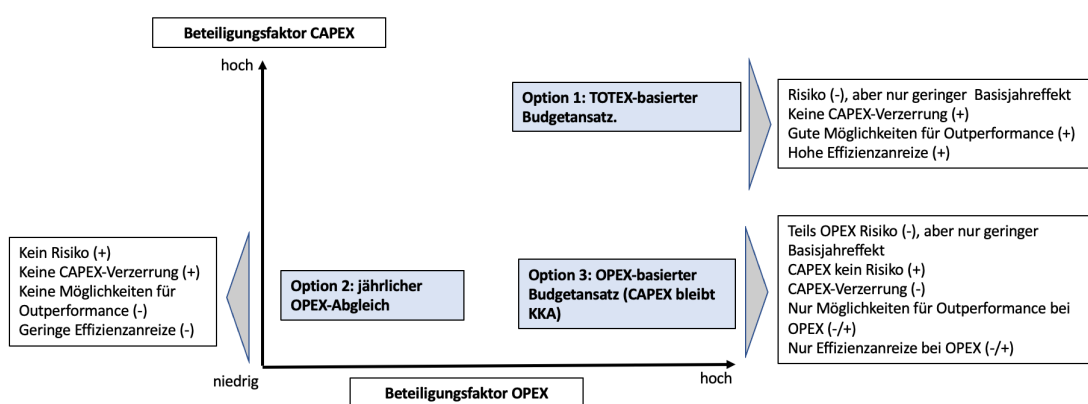 Beteiligungsfaktor CAPEX
hoch
Option 1: TOTEX-basierter
Budgetansatz.
Risiko (-), aber nur geringer Basisjahreffekt
Keine CAPEX-Verzerrung (+)
Gute Möglichkeiten für Outperformance (+)
Hohe Effizienzanreize (+)
Kein Risiko (+)
Keine CAPEX-Verzerrung (+)
Keine Möglichkeiten für
Outperformance (-)
Geringe Effizienzanreize (-)
Option 2: jährlicher
OPEX-Abgleich
Option 3: OPEX-basierter
Budgetansatz (CAPEX bleibt
KKA)
Teils OPEX Risiko (-), aber nur geringer
Basisjahreffekt
CAPEX kein Risiko (+)
CAPEX-Verzerrung (-)
Nur Möglichkeiten für Outperformance bei
OPEX (-/+)
Nur Effizienzanreize bei OPEX (-/+)
niedrig
hoch
Beteiligungsfaktor OPEX